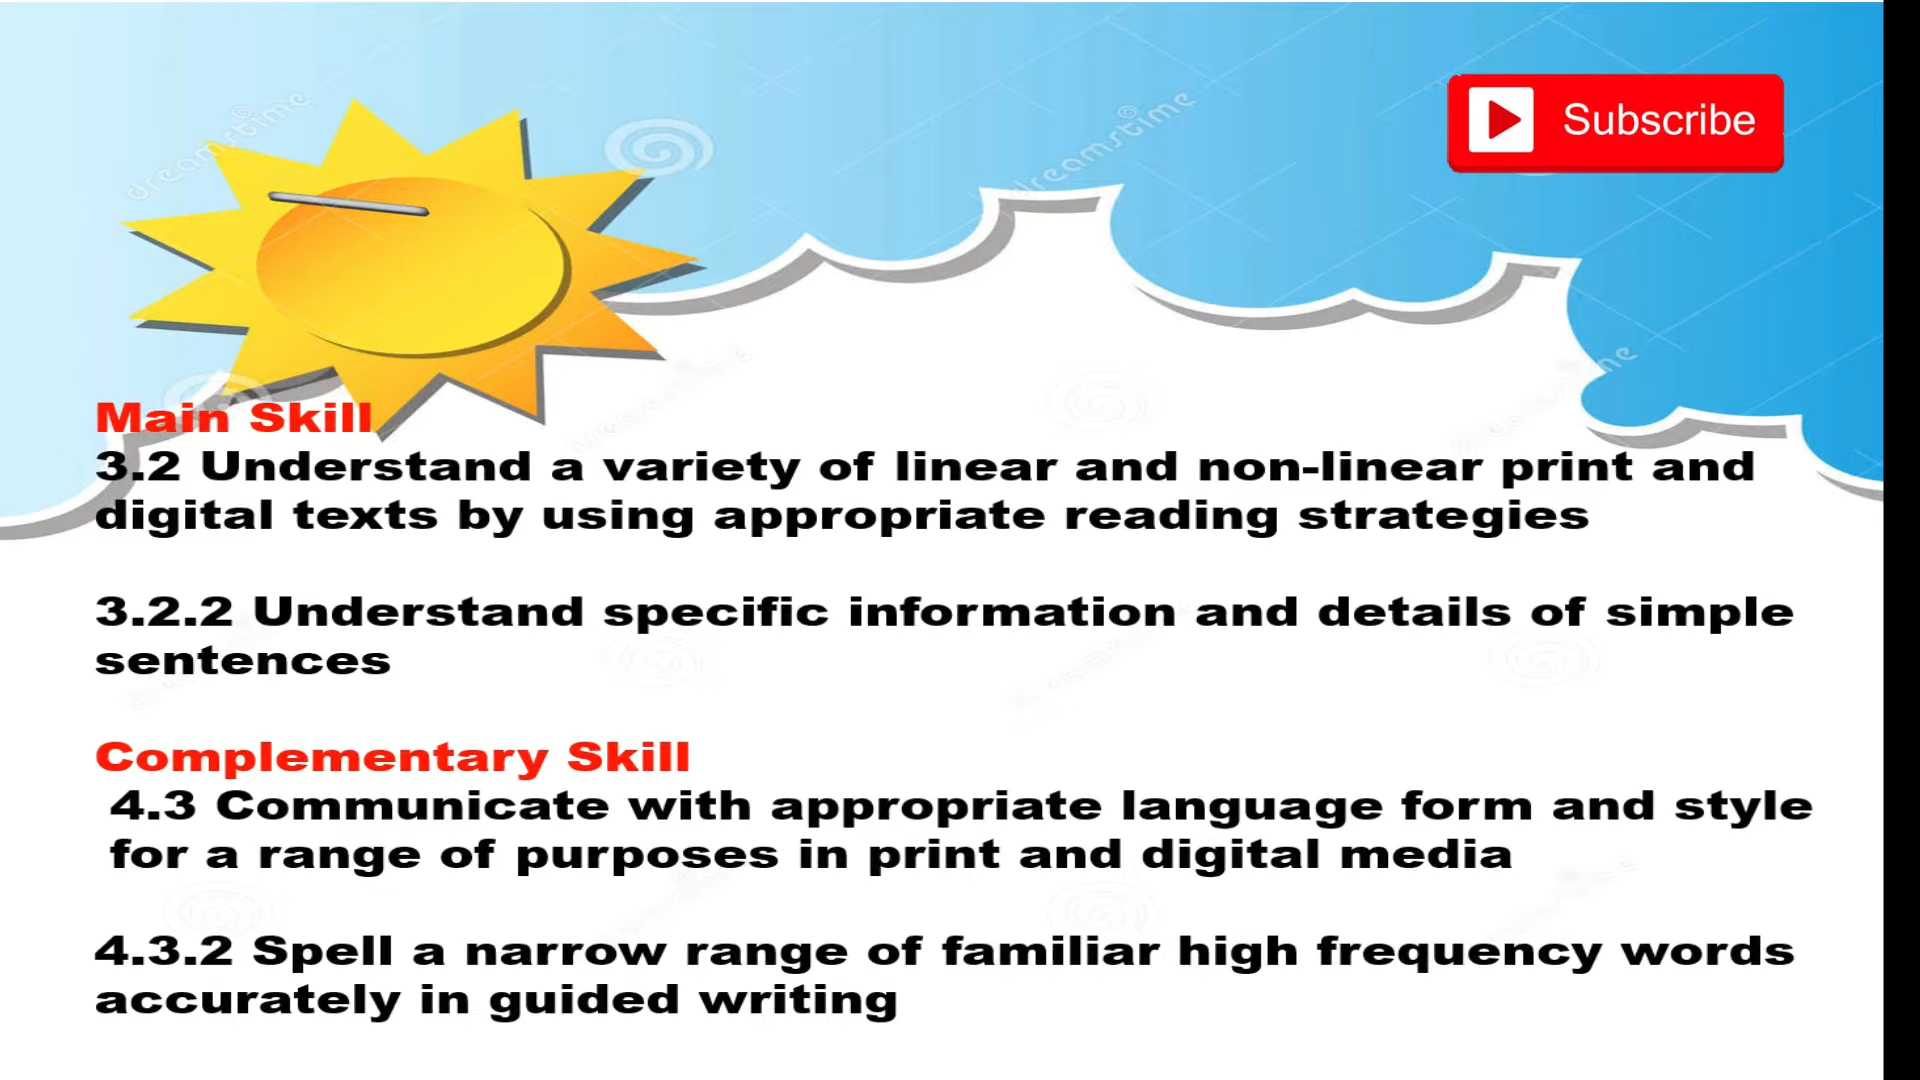 Subscribe
dreamstime
dreamstime
Main Skill
3.2 Understand a variety of linear and non-linear print and
digital texts by using appropriate reading strategies
3.2.2 Understand specific information and details of simple
sentences
Complementary Skill
4.3 Communicate with appropriate language form and style
for a range of purposes in print and digital media
4.3.2 Spell a narrow range of familiar high frequency words
accurately in guided writing